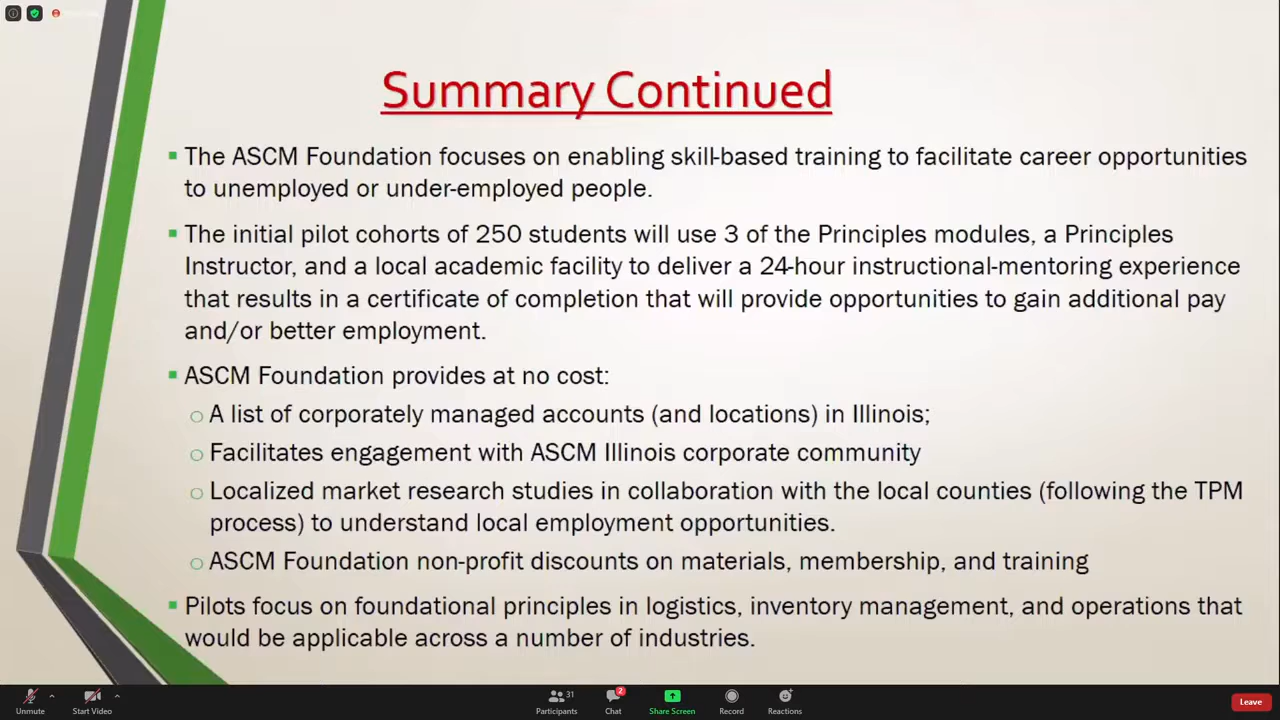 Summary Continued
The ASCM Foundation focuses on enabling skill-based training to facilitate career opportunities
to unemployed or under-employed people.
The initial pilot cohorts of 250 students will use 3 of the Principles modules, a Principles
Instructor, and a local academic facility to deliver a 24-hour instructional-mentoring experience
that results in a certificate of completion that will provide opportunities to gain additional pay
and/or better employment.
ASCM Foundation provides at no cost:
A list of corporately managed accounts (and locations) in Illinois;
Facilitates engagement with ASCM Illinois corporate community
Localized market research studies in collaboration with the local counties (following the TPM
process) to understand local employment opportunities.
ASCM Foundation non-profit discounts on materials, membership, and training
Pilots focus on foundational principles in logistics, inventory management, and operations that
would be applicable across a number of industries.
Unmute
Start Video
31
Participants
2
Chat
Share Screen
Record
Reactions
Leave